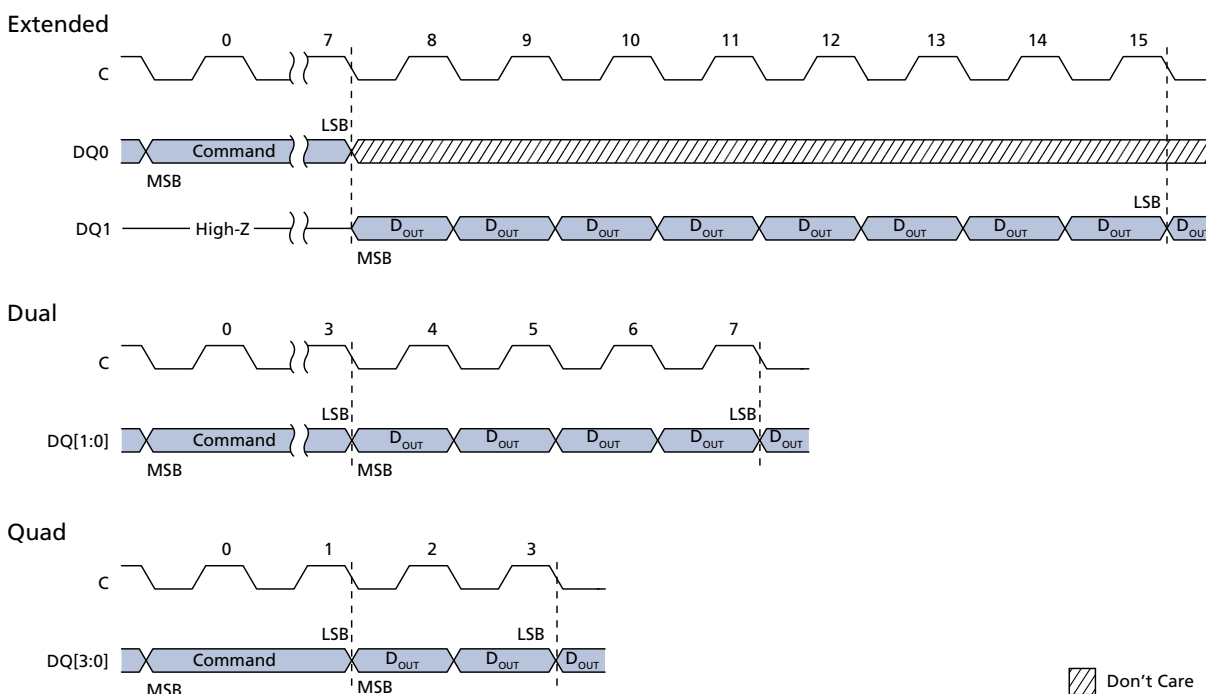 Extended
0 7 8 9 10 11 12 13 14 15
C
LSB
DQ0 Command
MSB
LSB
DQ1 High-Z DOUT DOUT DOUT DOUT DOUT DOUT DOUT DOUT DOUT
MSB
Dual
0 3 4 5 6 7
C
LSB LSB
DQ[1:0] Command DOUT DOUT DOUT DOUT DOUT
MSB MSB
Quad
0 1 2 3
C
LSB LSB
DQ[3:0] Command DOUT DOUT DOUT
MSB MSB
Don’t Care